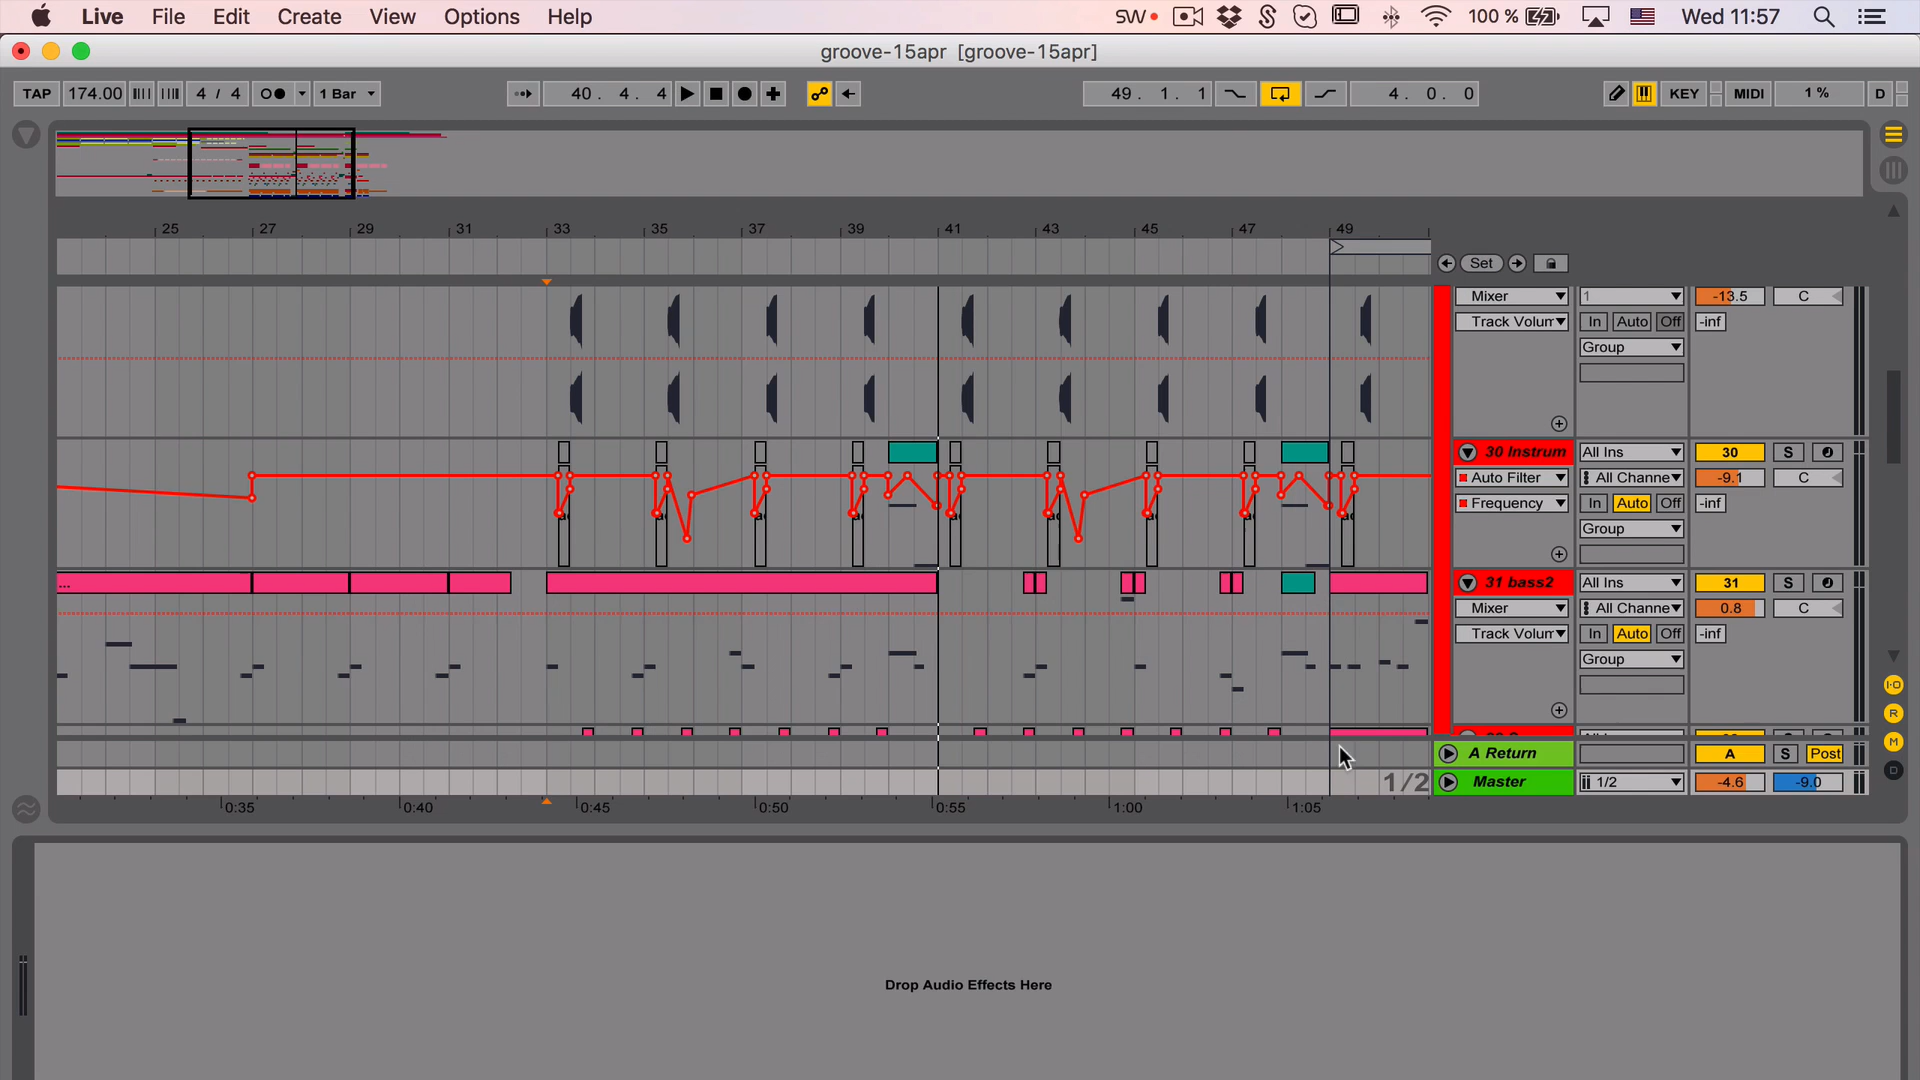 Live File Edit Create View Options Help SW 100 % Wed 11:57
groove-15apr [groove-15apr]
TAP 174.00 4 / 4 1 Bar 40 . 4 . 4 49 . 1 . 1 4 . 0 . 0 KEY MIDI 1 % D
25 27 29 31 33 35 37 39 41 43 45 47 49
Set
Mixer 1 -13.5 C
Track Volum In Auto Off -inf
Group
30 Instrum All Ins 30 S
Auto Filter All Channe -9.1 C
Frequency In Auto Off -inf
Group
... 31 bass2 All Ins 31 S
Mixer All Channe 0.8 C
Track Volum In Auto Off -inf
Group
I·O
R
M
D
A Return A S Post
1/2 Master 1/2 -4.6 -9.0
0:35 0:40 0:45 0:50 0:55 1:00 1:05
Drop Audio Effects Here